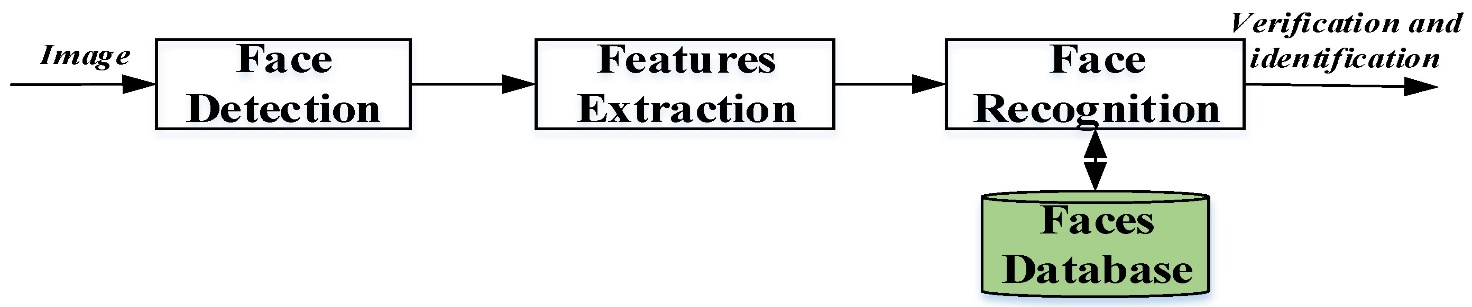 Image
Face
Detection
Features
Extraction
Face
Recognition
Verification and
identification
Faces
Database